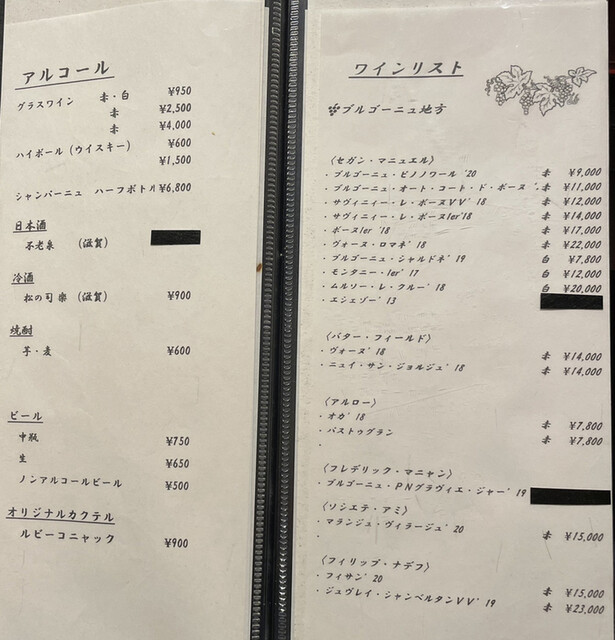 アルコール
グラスワイン 赤・白 ¥950
赤 ¥2,500
赤 ¥4,000
ハイボール(ウイスキー) ¥600
¥1,500
シャンパーニュ ハーフボトル ¥6,800
日本酒
不老泉 (滋賀)
冷酒
松の司 楽 (滋賀) ¥900
焼酎
芋・麦 ¥600
ビール
中瓶 ¥750
生 ¥650
ノンアルコールビール ¥500
オリジナルカクテル
ルビーコニャック ¥900
ワインリスト
ブルゴーニュ地方
〈セガン・マニュエル〉
・ブルゴーニュ・ピノノワール '20 赤 ¥9,000
・ブルゴーニュ・オート・コート・ド・ボーヌ 赤 ¥11,000
・サヴィニィー・レ・ボーヌVV '18 赤 ¥12,000
・サヴィニィー・レ・ボーヌ1er'18 赤 ¥14,000
・ボーヌ1er '18 赤 ¥17,000
・ヴォーヌ・ロマネ '18 赤 ¥22,000
・ブルゴーニュ・シャルドネ '19 白 ¥7,800
・モンタニー・1er '17 白 ¥12,000
・ムルソー・レ・クルー '18 白 ¥20,000
・エシェゾー '13
〈バター・フィールド〉
・ヴォーヌ '18 赤 ¥14,000
・ニュイ・サン・ジョルジュ '18 赤 ¥14,000
〈アルロー〉
・オカ '18 赤 ¥7,800
・パストゥグラン 赤 ¥7,800
・
〈フレデリック・マニャン〉
・ブルゴーニュ・PNグラヴィエ・ジャー '19
〈ソシエテ・アミ〉
・マランジュ・ヴィラージュ '20 赤 ¥15,000
・
〈フィリップ・ナデフ〉
・フィサン '20 赤 ¥15,000
・ジュヴレイ・シャンベルタンVV '19 赤 ¥23,000